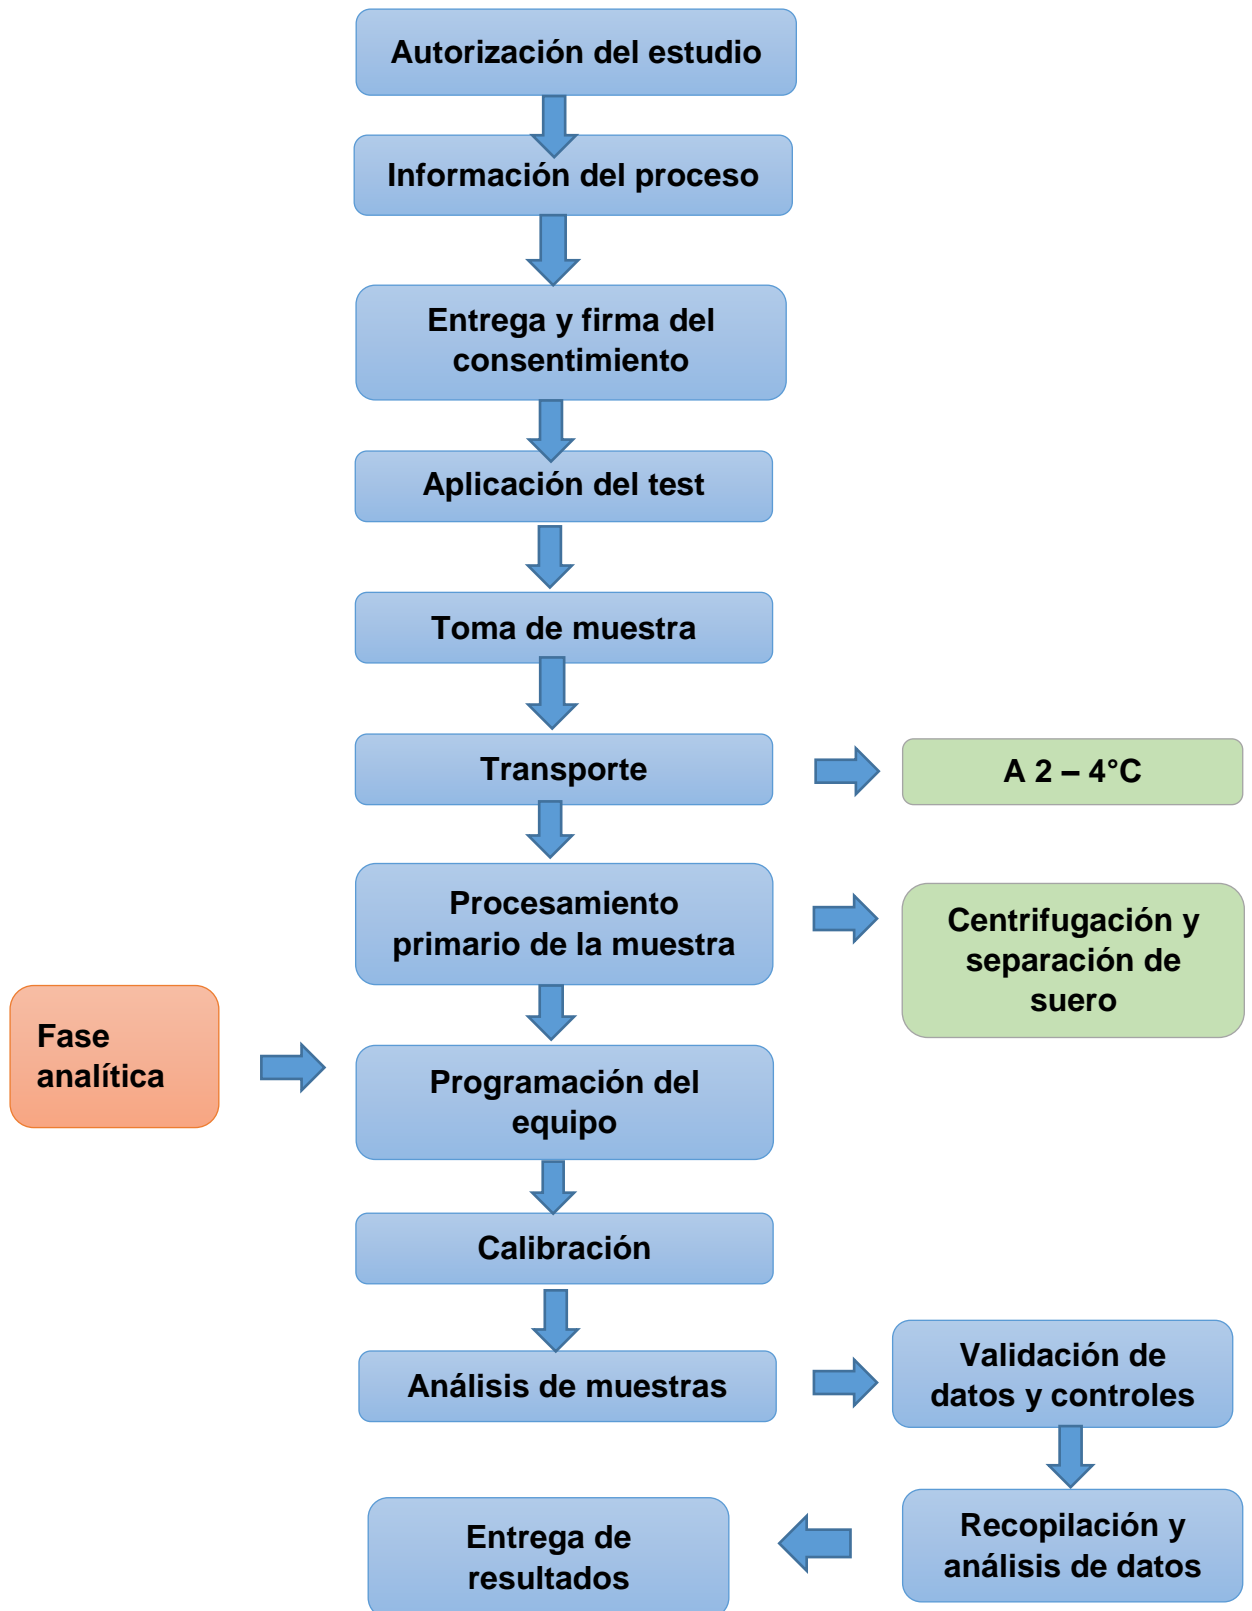 Autorización del estudio
Información del proceso
Entrega y firma del
consentimiento
Aplicación del test
Toma de muestra
Transporte
A 2 – 4°C
Procesamiento
primario de la muestra
Centrifugación y
separación de
suero
Fase
analítica
Programación del
equipo
Calibración
Análisis de muestras
Validación de
datos y controles
Recopilación y
análisis de datos
Entrega de
resultados